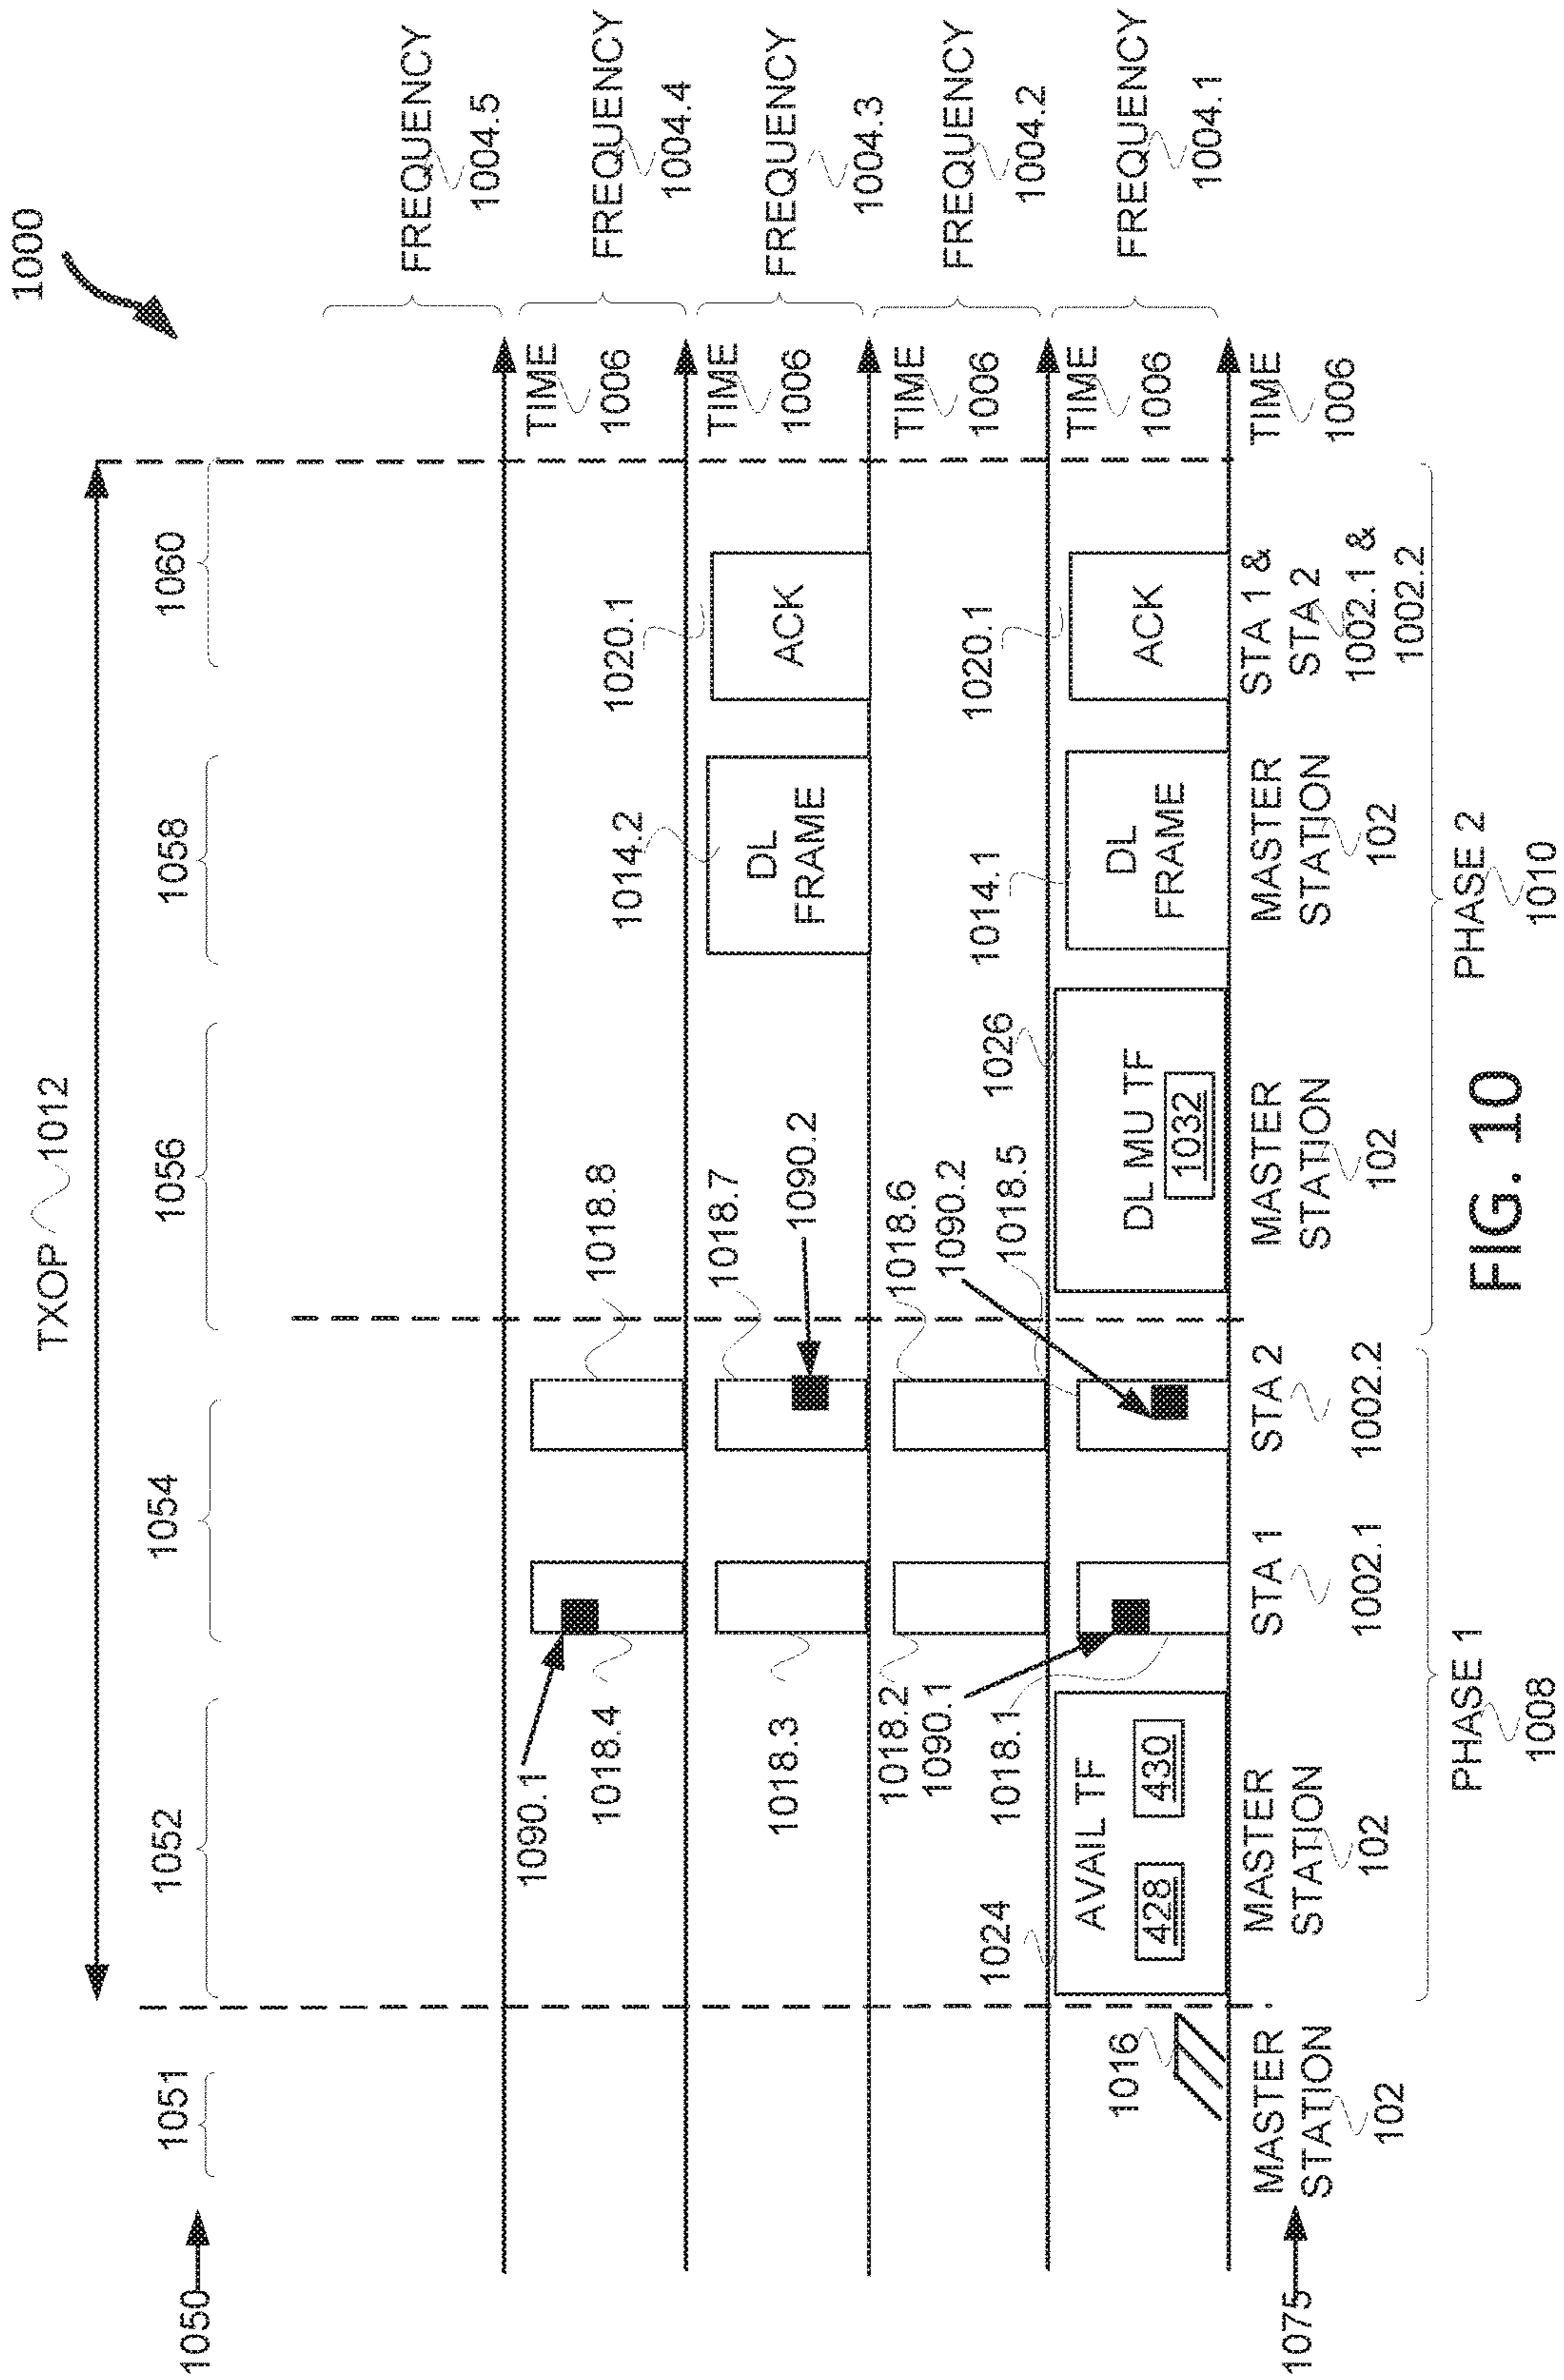 1000
TXOP 1012
1050
1051
1052
1054
1056
1058
1060
FREQUENCY
1004.5
TIME
1006
1090.1
1018.4
1018.8
FREQUENCY
1004.4
TIME
1006
1018.3
1018.7
1090.2
1014.2
DL
FRAME
1020.1
ACK
FREQUENCY
1004.3
TIME
1006
1018.2
1090.1
1018.1
1018.6
1090.2
1018.5
FREQUENCY
1004.2
TIME
1006
1016
1024
AVAIL TF
428
430
1026
DL MU TF
1032
1014.1
DL
FRAME
1020.1
ACK
FREQUENCY
1004.1
TIME
1006
1075
MASTER
STATION
102
MASTER
STATION
102
STA 1
1002.1
STA 2
1002.2
MASTER
STATION
102
MASTER
STATION
102
STA 1 &
STA 2
1002.1 &
1002.2
PHASE 1
1008
PHASE 2
1010
FIG. 10